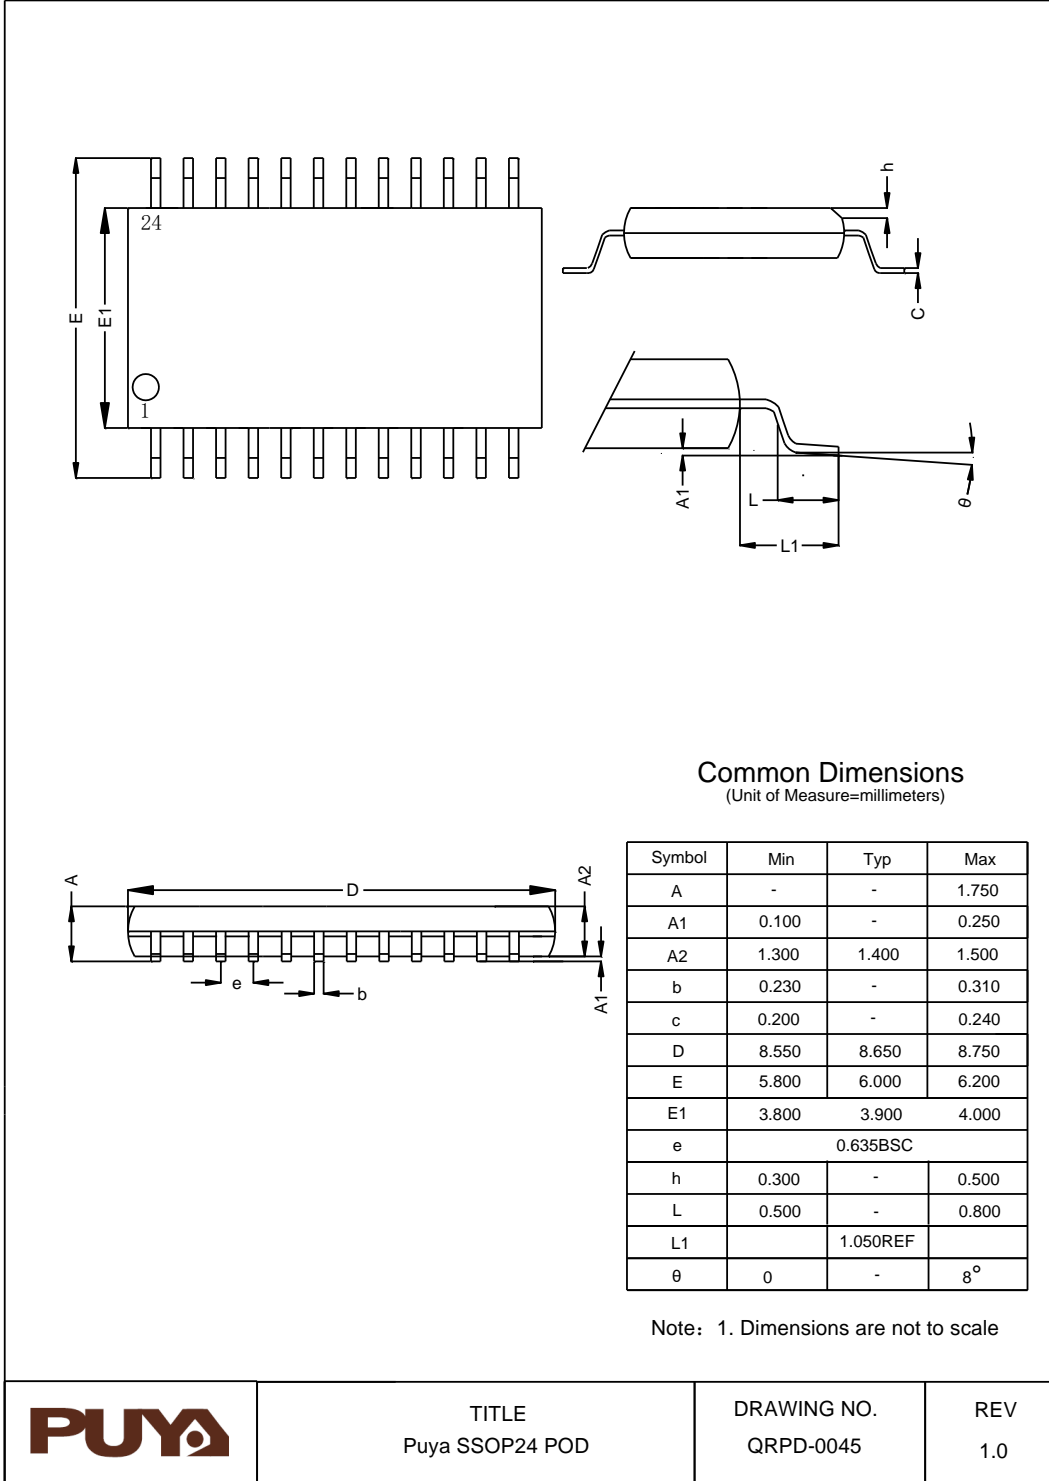 24
1
E
E1
h
C
A1
L
L1
θ
A
D
A2
e
b
A1
Common Dimensions
(Unit of Measure=millimeters)
Symbol Min Typ Max
A - - 1.750
A1 0.100 - 0.250
A2 1.300 1.400 1.500
b 0.230 - 0.310
c 0.200 - 0.240
D 8.550 8.650 8.750
E 5.800 6.000 6.200
E1 3.800 3.900 4.000
e 0.635BSC
h 0.300 - 0.500
L 0.500 - 0.800
L1 1.050REF
θ 0 - 8°
Note：1. Dimensions are not to scale
PUYA
TITLE
Puya SSOP24 POD
DRAWING NO.
QRPD-0045
REV
1.0